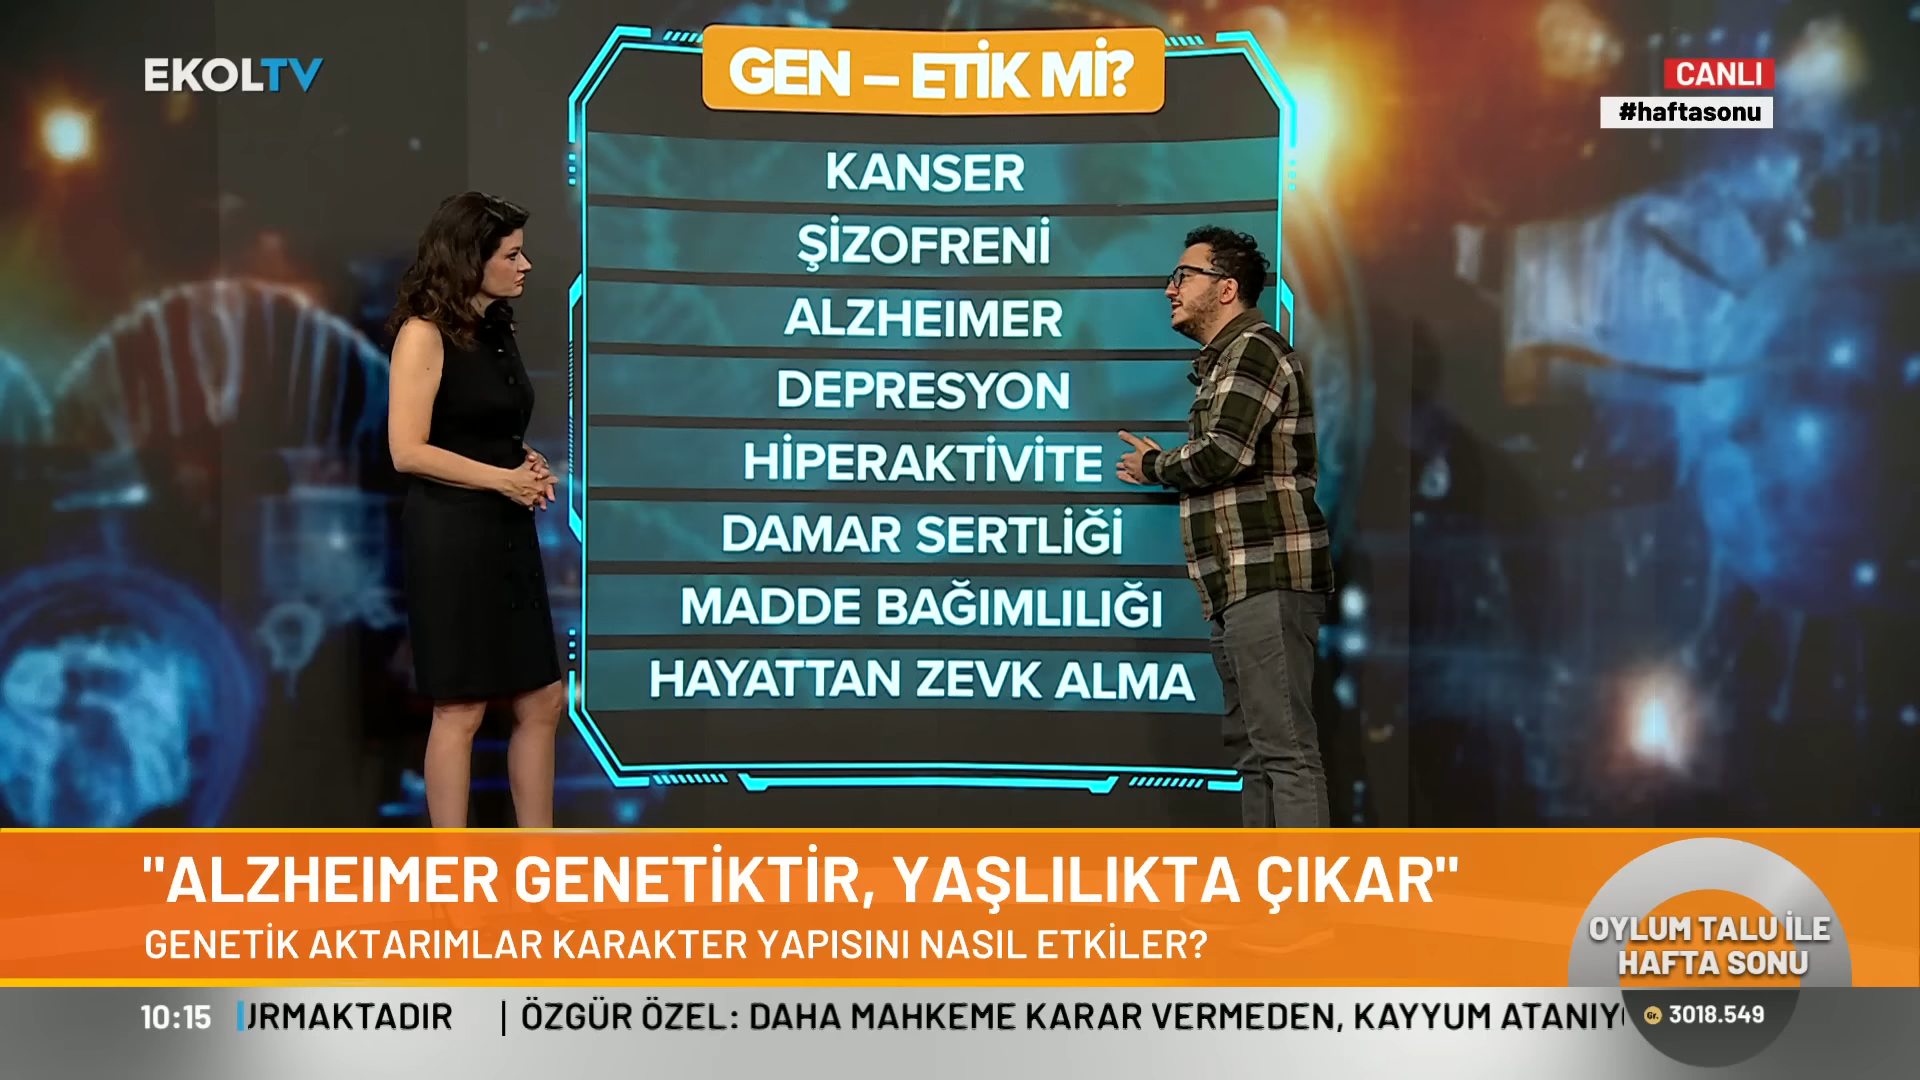 EKOLTV
GEN – ETİK Mİ?
CANLI
#haftasonu
KANSER
ŞİZOFRENİ
ALZHEIMER
DEPRESYON
HİPERAKTİVİTE
DAMAR SERTLİĞİ
MADDE BAĞIMLILIĞI
HAYATTAN ZEVK ALMA
"ALZHEIMER GENETİKTİR, YAŞLILIKTA ÇIKAR"
GENETİK AKTARIMLAR KARAKTER YAPISINI NASIL ETKİLER?
OYLUM TALU İLE
HAFTA SONU
10:15
URMAKTADIR | ÖZGÜR ÖZEL: DAHA MAHKEME KARAR VERMEDEN, KAYYUM ATANIY
Gr. 3018.549